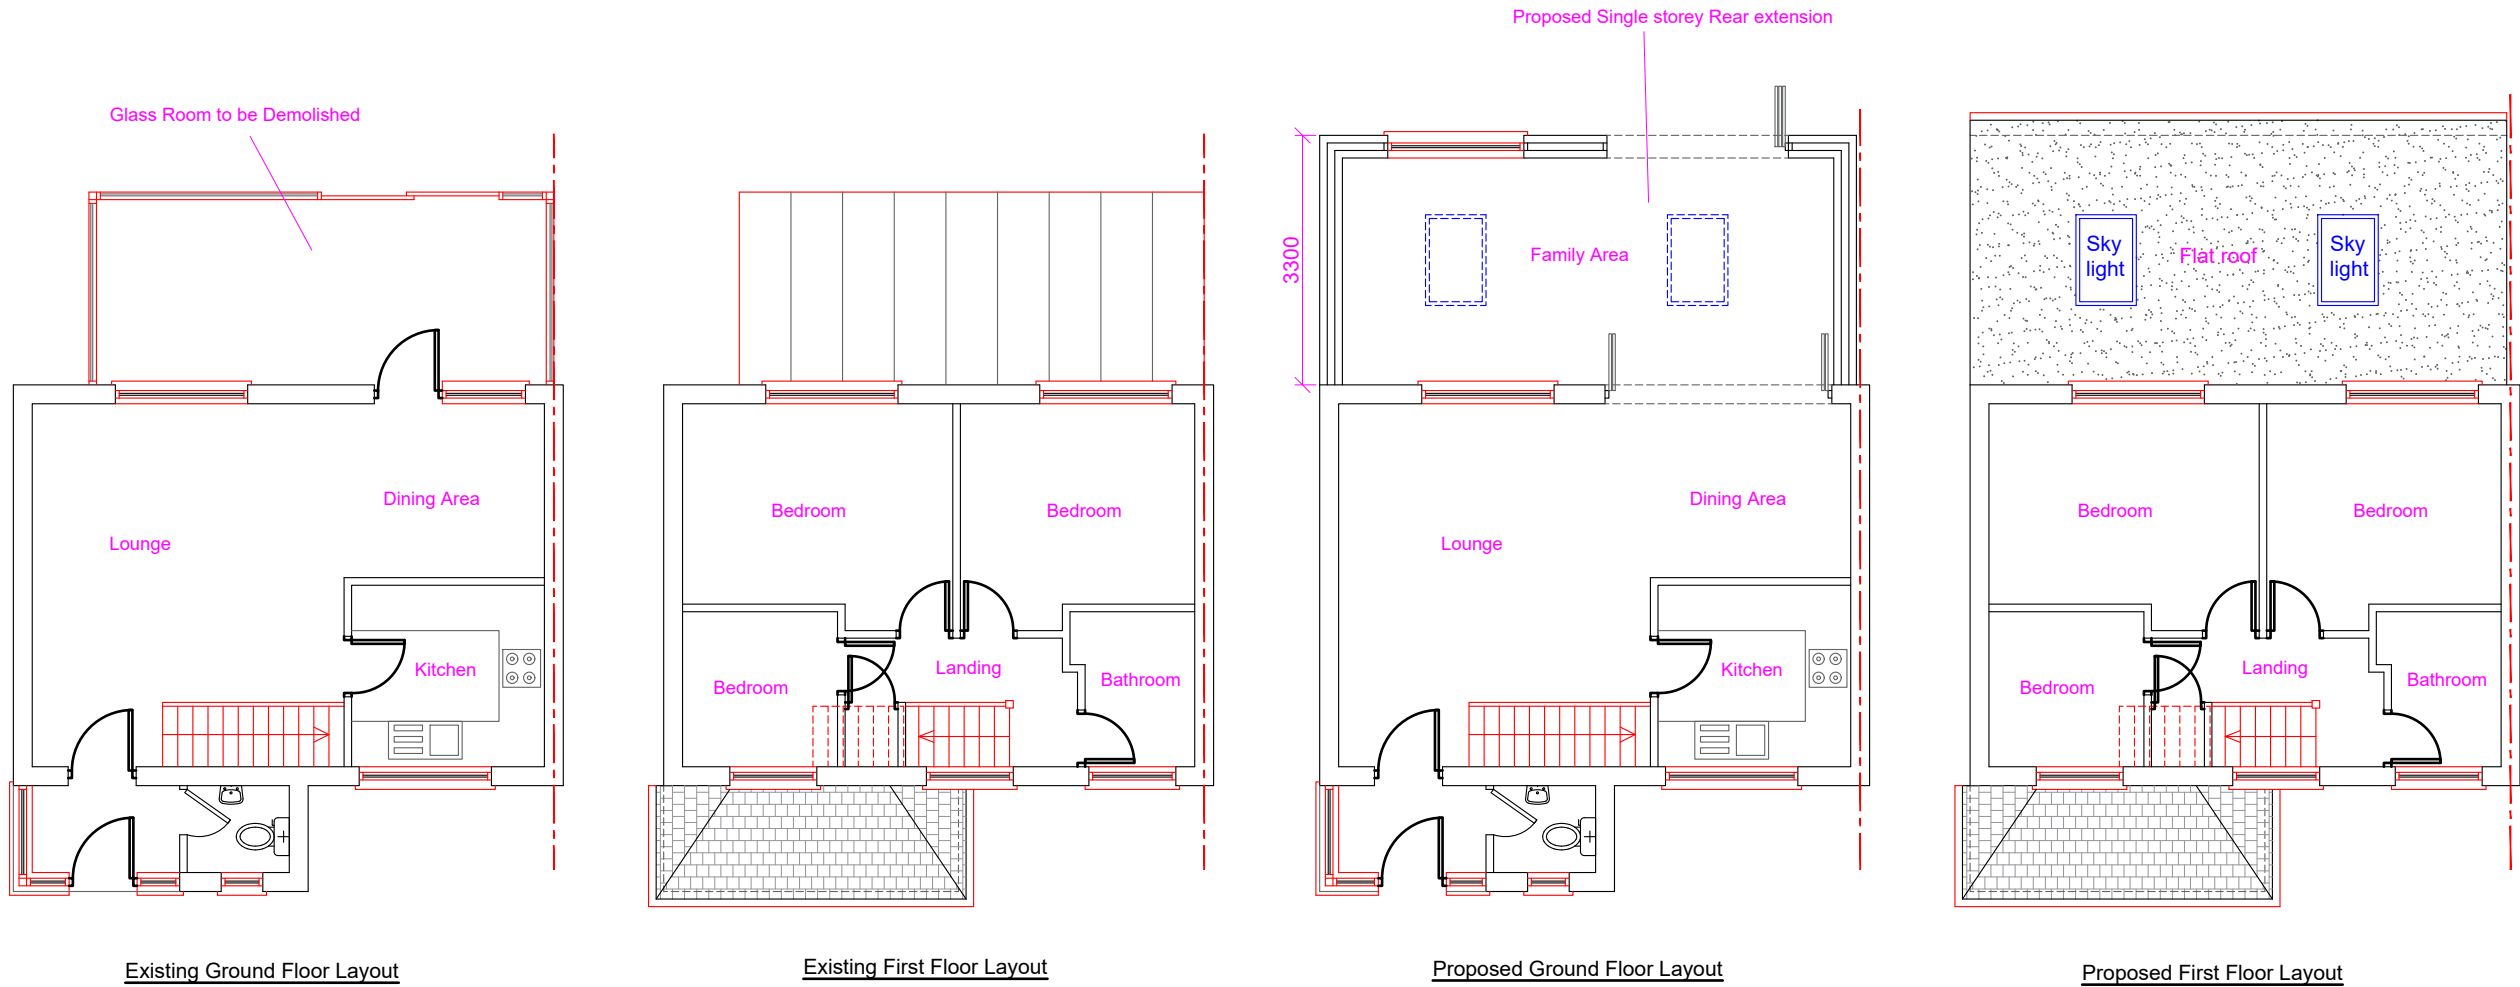 Proposed Single storey Rear extension
Glass Room to be Demolished
Dining Area
Lounge
Kitchen
Existing Ground Floor Layout
Bedroom
Bedroom
Bedroom
Landing
Bathroom
Existing First Floor Layout
3300
Family Area
Dining Area
Lounge
Kitchen
Proposed Ground Floor Layout
Sky
light
Flat roof
Sky
light
Bedroom
Bedroom
Bedroom
Landing
Bathroom
Proposed First Floor Layout